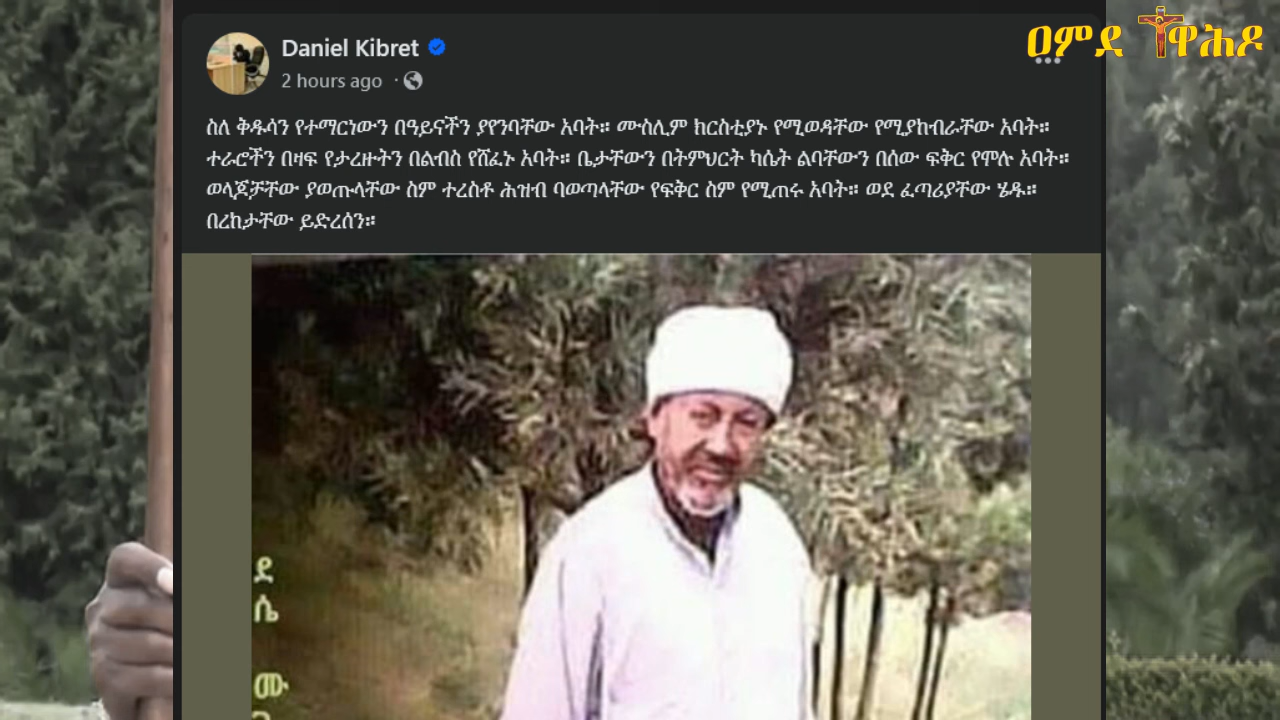 ዐምደ ተዋሕዶ
Daniel Kibret
2 hours ago ·
ስለ ቅዱሳን የተማርነውን በዓይናችን ያየንባቸው አባት። ሙስሊም ክርስቲያኑ የሚወዳቸው የሚያከብራቸው አባት።
ተራሮችን በዛፍ የታረዙትን በልብስ የሸፈኑ አባት። ቤታቸውን በትምህርት ካሴት ልባቸውን በሰው ፍቅር የሞሉ አባት።
ወላጆቻቸው ያወጡላቸው ስም ተረስቶ ሕዝብ ባወጣላቸው የፍቅር ስም የሚጠሩ አባት። ወደ ፈጣሪያቸው ሄዱ።
በረከታቸው ይድረሰን።
ደ
ሴ
ሙ